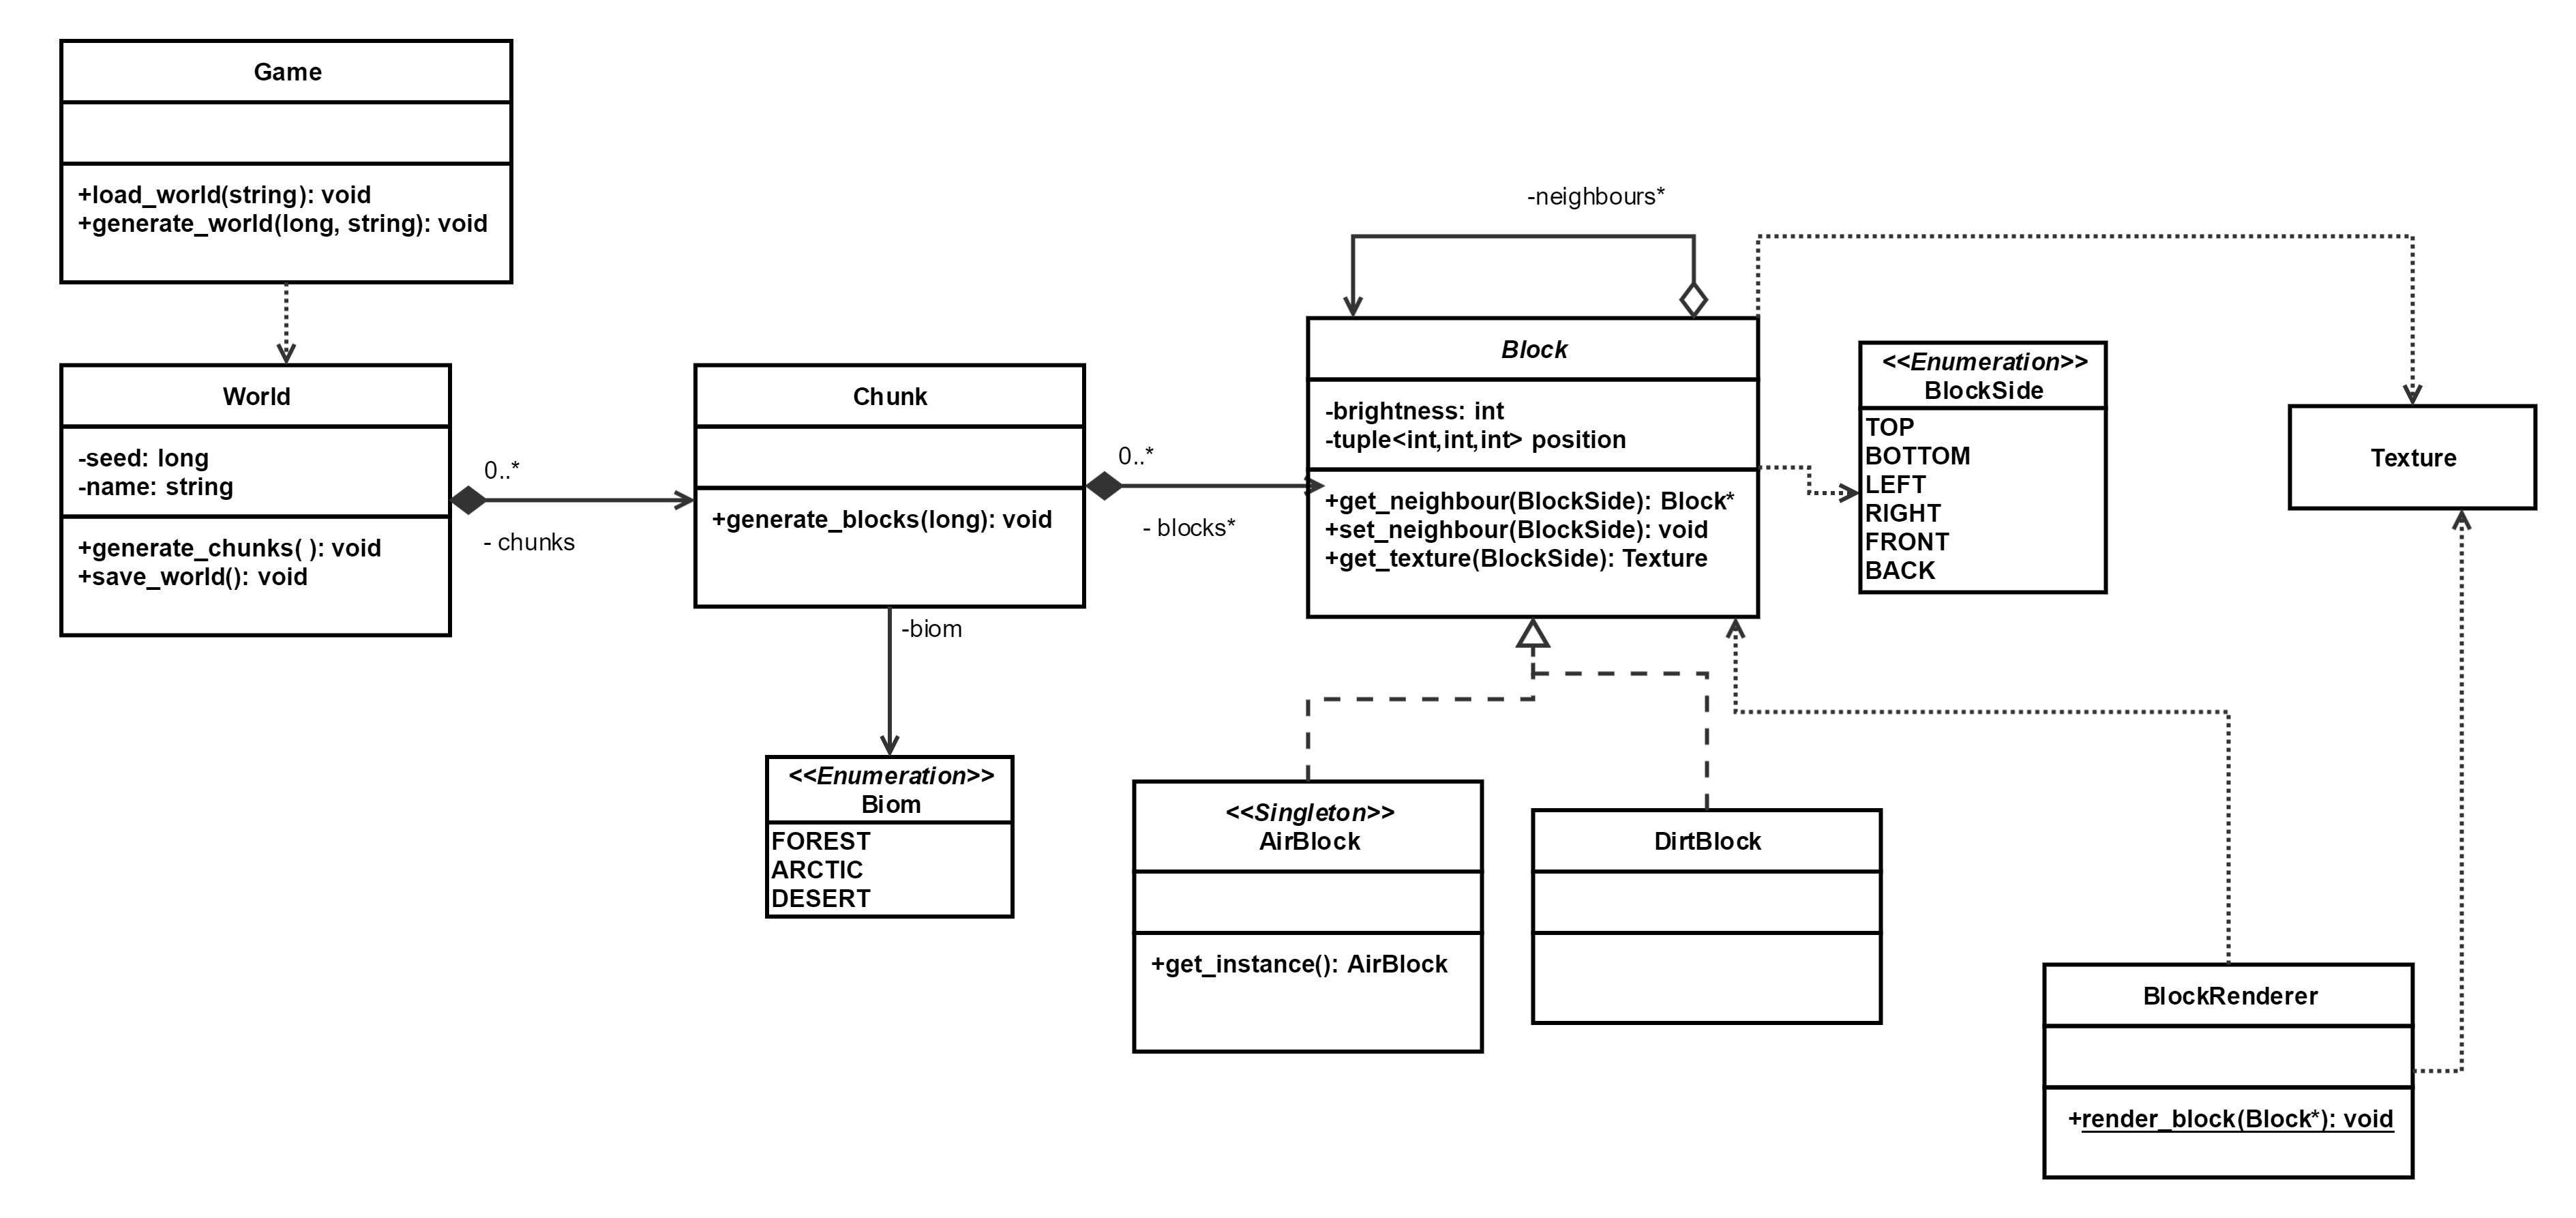 Game
+load_world(string): void
+generate_world(long, string): void
World
-seed: long
-name: string
+generate_chunks( ): void
+save_world(): void
0..*
- chunks
Chunk
+generate_blocks(long): void
-biom
<<Enumeration>>
Biom
FOREST
ARCTIC
DESERT
0..*
- blocks*
-neighbours*
Block
-brightness: int
-tuple<int,int,int> position
+get_neighbour(BlockSide): Block*
+set_neighbour(BlockSide): void
+get_texture(BlockSide): Texture
<<Enumeration>>
BlockSide
TOP
BOTTOM
LEFT
RIGHT
FRONT
BACK
Texture
<<Singleton>>
AirBlock
+get_instance(): AirBlock
DirtBlock
BlockRenderer
+render_block(Block*): void